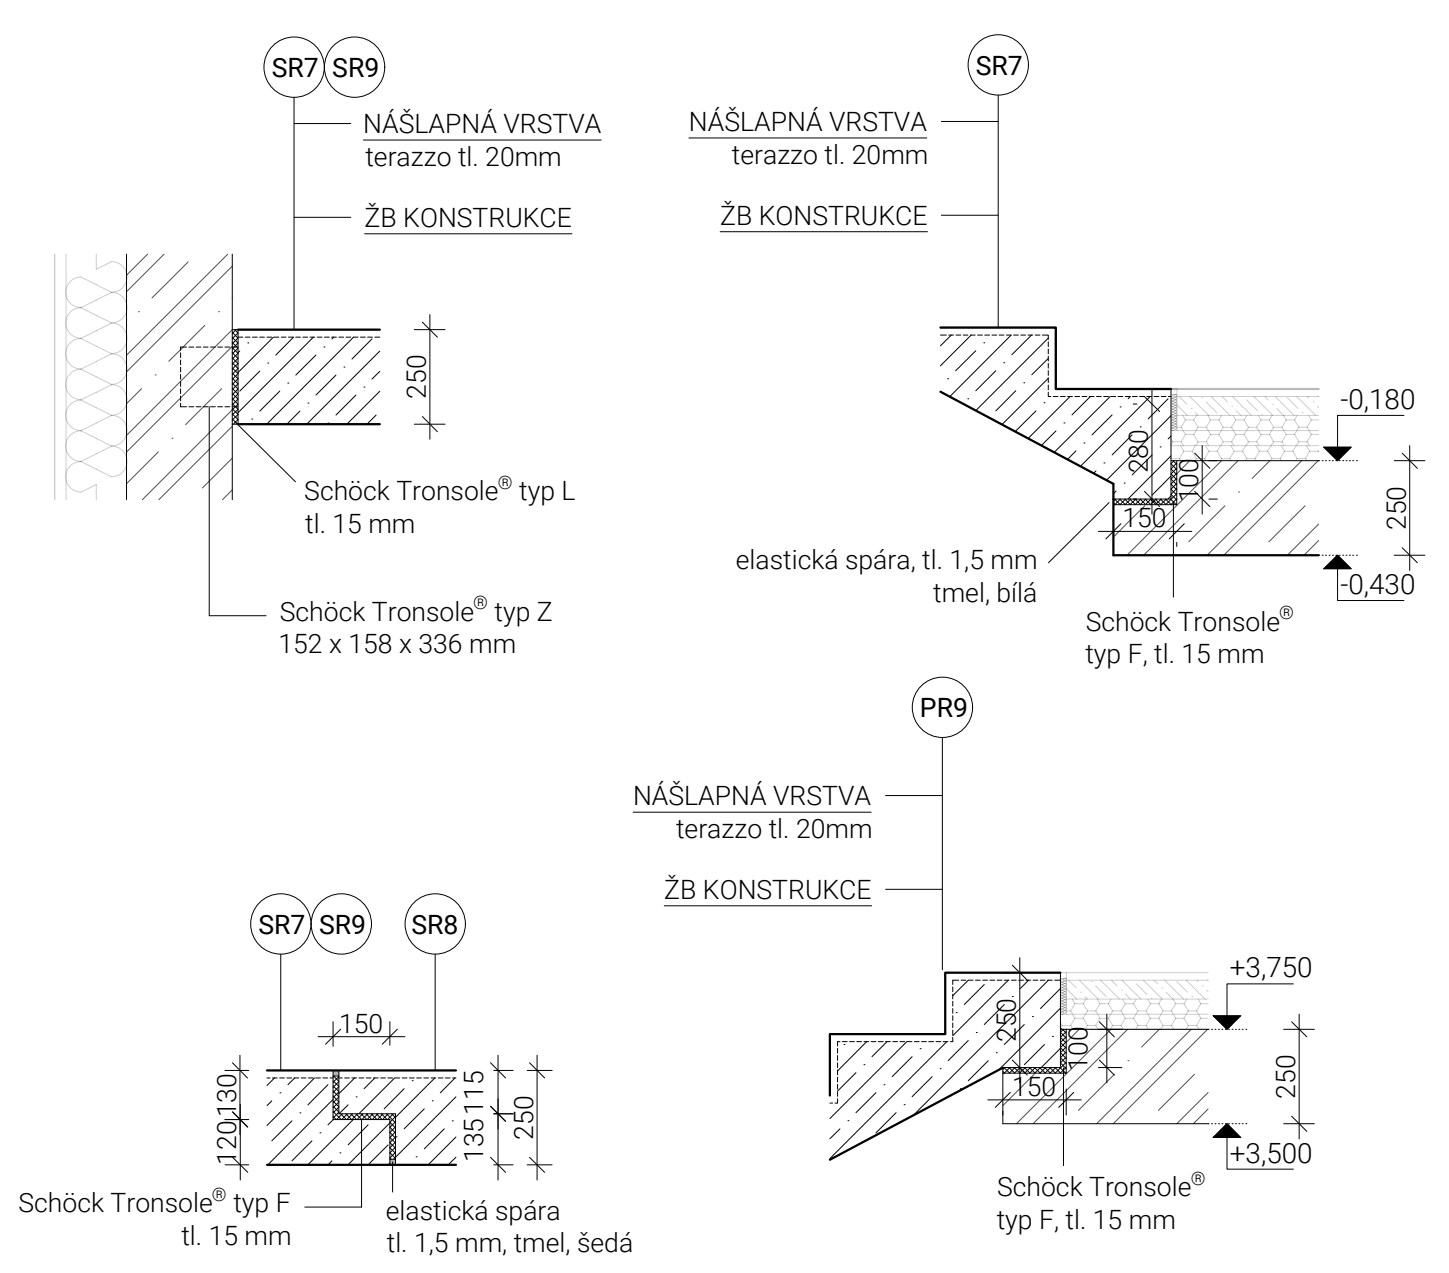 SR7 SR9
NÁŠLAPNÁ VRSTVA
terazzo tl. 20mm
ŽB KONSTRUKCE
250
Schöck Tronsole® typ L
tl. 15 mm
Schöck Tronsole® typ Z
152 x 158 x 336 mm
SR7
NÁŠLAPNÁ VRSTVA
terazzo tl. 20mm
ŽB KONSTRUKCE
-0,180
280
100
250
150
-0,430
elastická spára, tl. 1,5 mm
tmel, bílá
Schöck Tronsole®
typ F, tl. 15 mm
SR7 SR9 SR8
150
130
120
115
135
250
Schöck Tronsole® typ F
tl. 15 mm
elastická spára
tl. 1,5 mm, tmel, šedá
PR9
NÁŠLAPNÁ VRSTVA
terazzo tl. 20mm
ŽB KONSTRUKCE
+3,750
250
100
250
150
+3,500
Schöck Tronsole®
typ F, tl. 15 mm